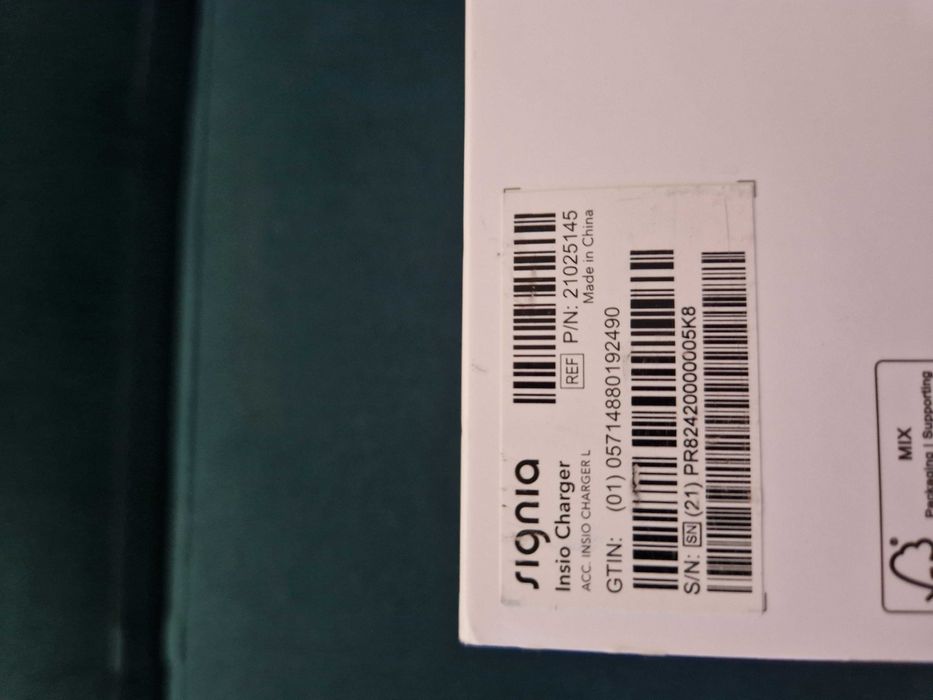 signia
Insio Charger
ACC. INSIO CHARGER L
REF P/N: 21025145
Made in China
GTIN: (01) 05714880192490
S/N: SN (21) PR82420000005K8
MIX
Packaging | Supporting